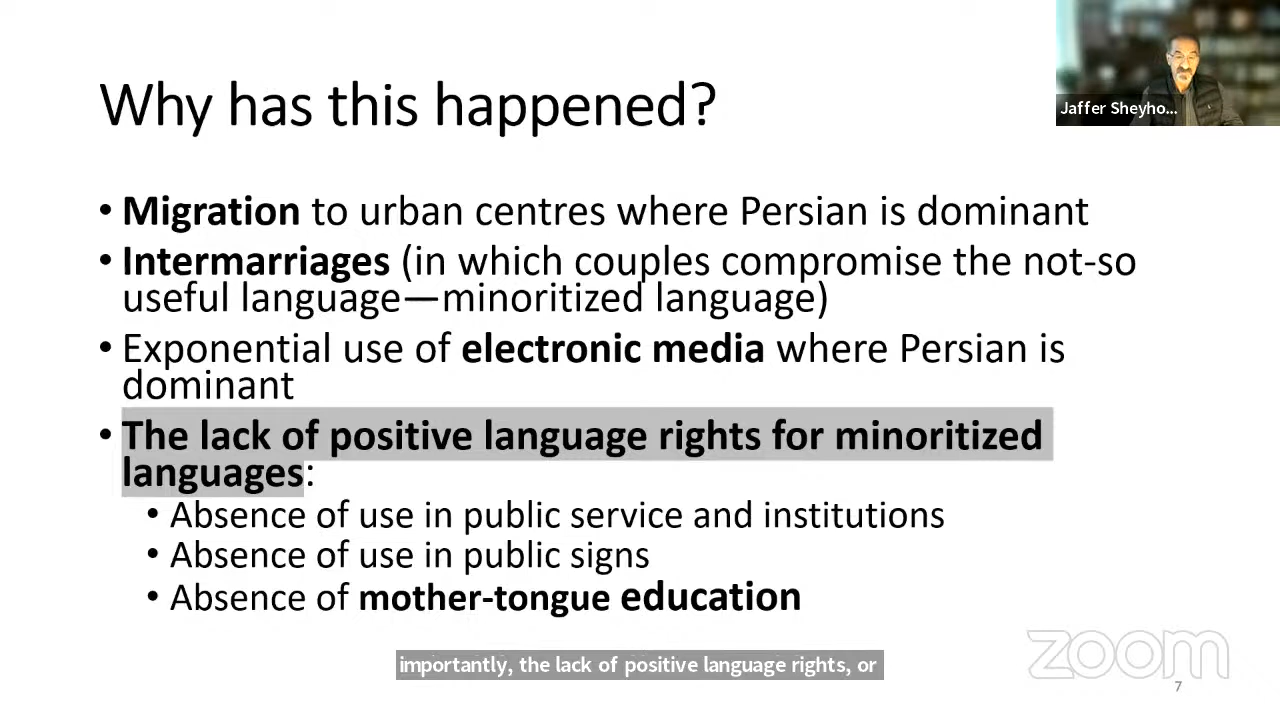 Why has this happened?
Jaffer Sheyho...
• Migration to urban centres where Persian is dominant
• Intermarriages (in which couples compromise the not-so
useful language—minoritized language)
• Exponential use of electronic media where Persian is
dominant
• The lack of positive language rights for minoritized
languages:
• Absence of use in public service and institutions
• Absence of use in public signs
• Absence of mother-tongue education
importantly, the lack of positive language rights, or
zoom
7